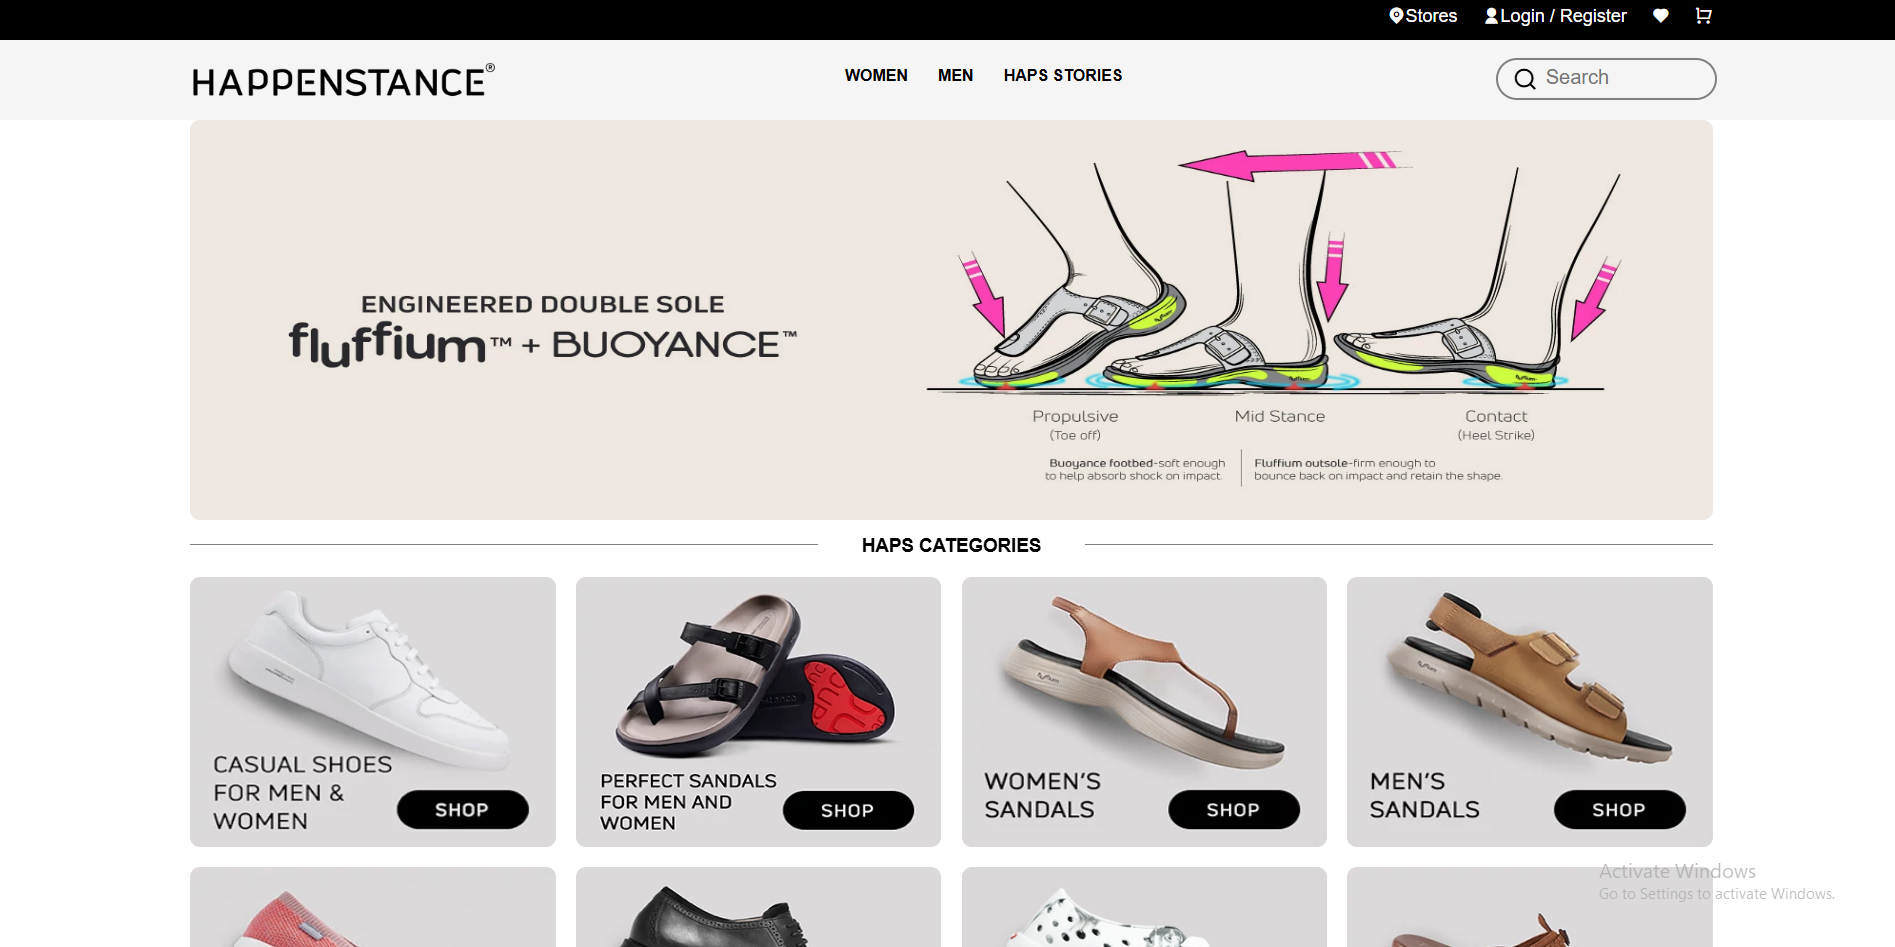 Stores
Login / Register
HAPPENSTANCE®
WOMEN
MEN
HAPS STORIES
Search
ENGINEERED DOUBLE SOLE
fluffium™ + BUOYANCE™
Propulsive
(Toe off)
Mid Stance
Contact
(Heel Strike)
Buoyance footbed-soft enough
to help absorb shock on impact.
Fluffium outsole-firm enough to
bounce back on impact and retain the shape.
HAPS CATEGORIES
CASUAL SHOES
FOR MEN &
WOMEN
SHOP
PERFECT SANDALS
FOR MEN AND
WOMEN
SHOP
fluffium
WOMEN'S
SANDALS
SHOP
fluffium
MEN'S
SANDALS
SHOP
Activate Windows
Go to Settings to activate Windows.